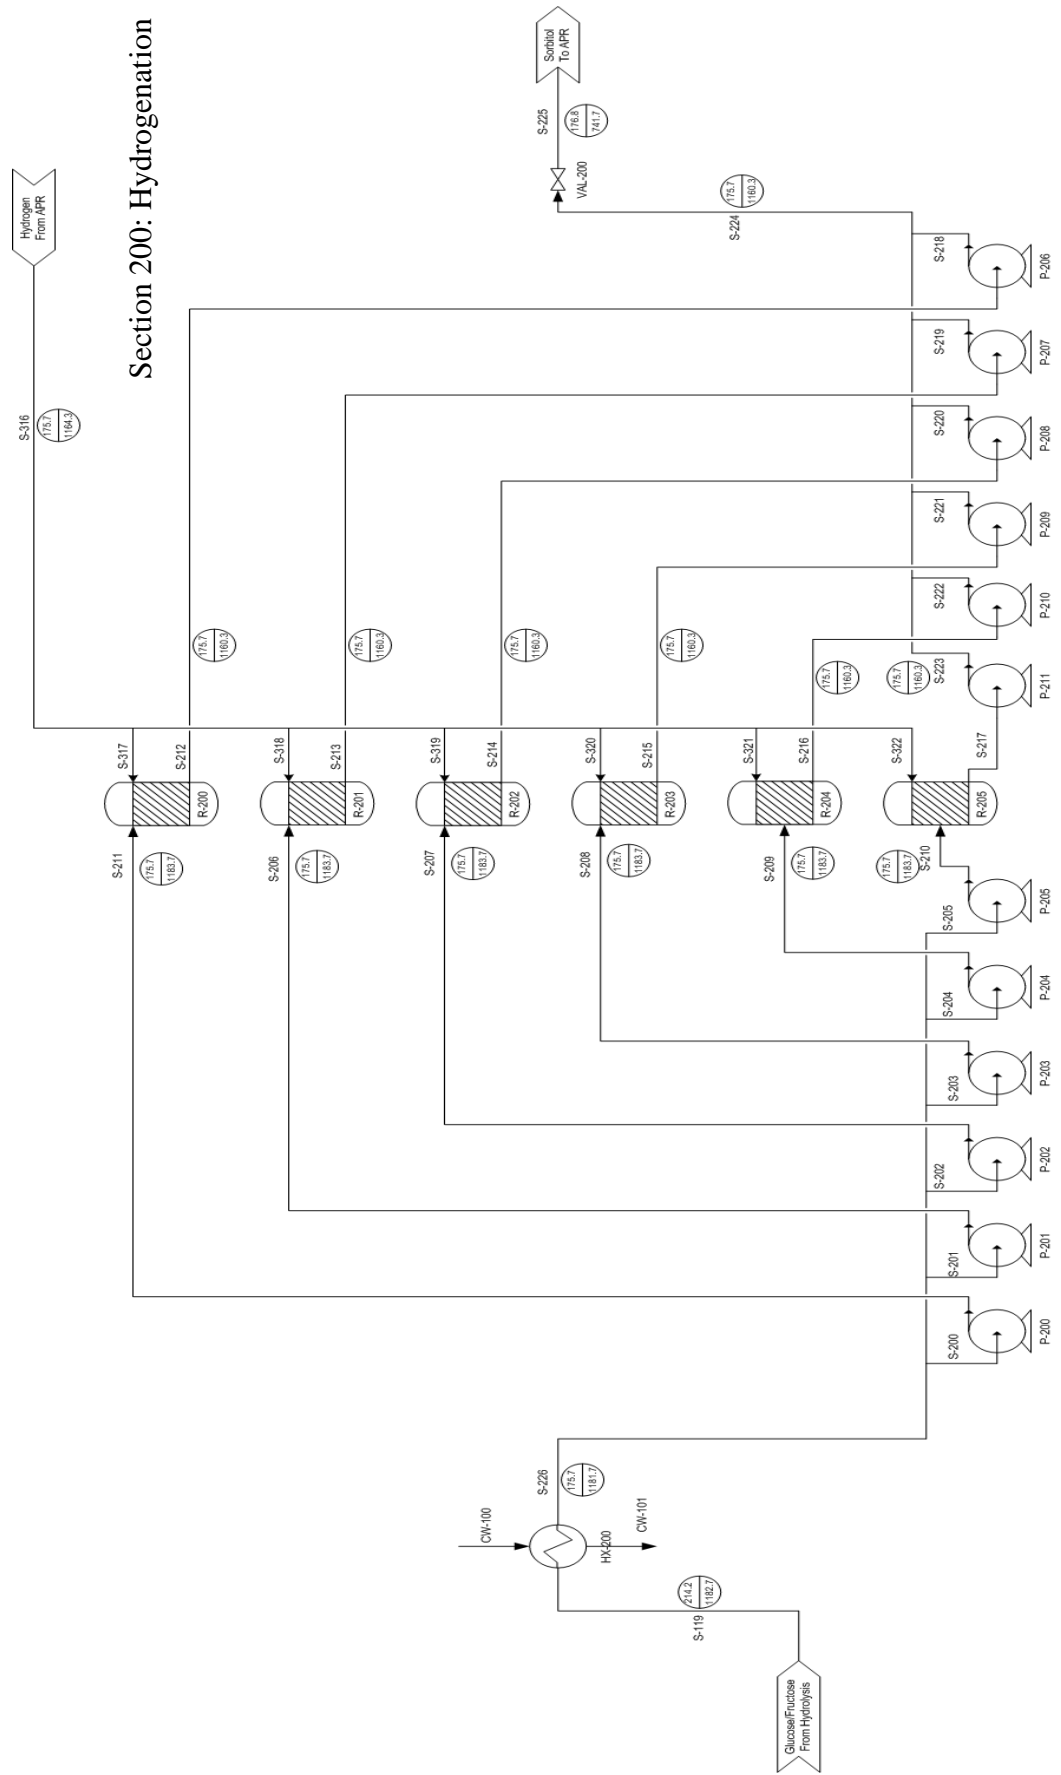 Section 200: Hydrogenation
Hydrogen
From APR
S-316
175.7
1164.3
Sorbitol
To APR
S-225
176.8
741.7
VAL-200
175.7
1160.3
S-224
S-317
S-212
R-200
S-211
175.7
1183.7
175.7
1160.3
S-318
S-213
R-201
S-206
175.7
1183.7
175.7
1160.3
S-319
S-214
R-202
S-207
175.7
1183.7
175.7
1160.3
S-320
S-215
R-203
S-208
175.7
1183.7
175.7
1160.3
S-321
S-216
R-204
S-209
175.7
1183.7
175.7
1160.3
S-322
S-217
R-205
S-210
175.7
1183.7
175.7
1160.3
S-223
S-222
S-221
S-220
S-219
S-218
S-205
S-204
S-203
S-202
S-201
S-200
P-200
P-201
P-202
P-203
P-204
P-205
P-211
P-210
P-209
P-208
P-207
P-206
CW-100
CW-101
HX-200
S-226
175.7
1181.7
214.2
1182.7
S-119
Glucose/Fructose
From Hydrolysis